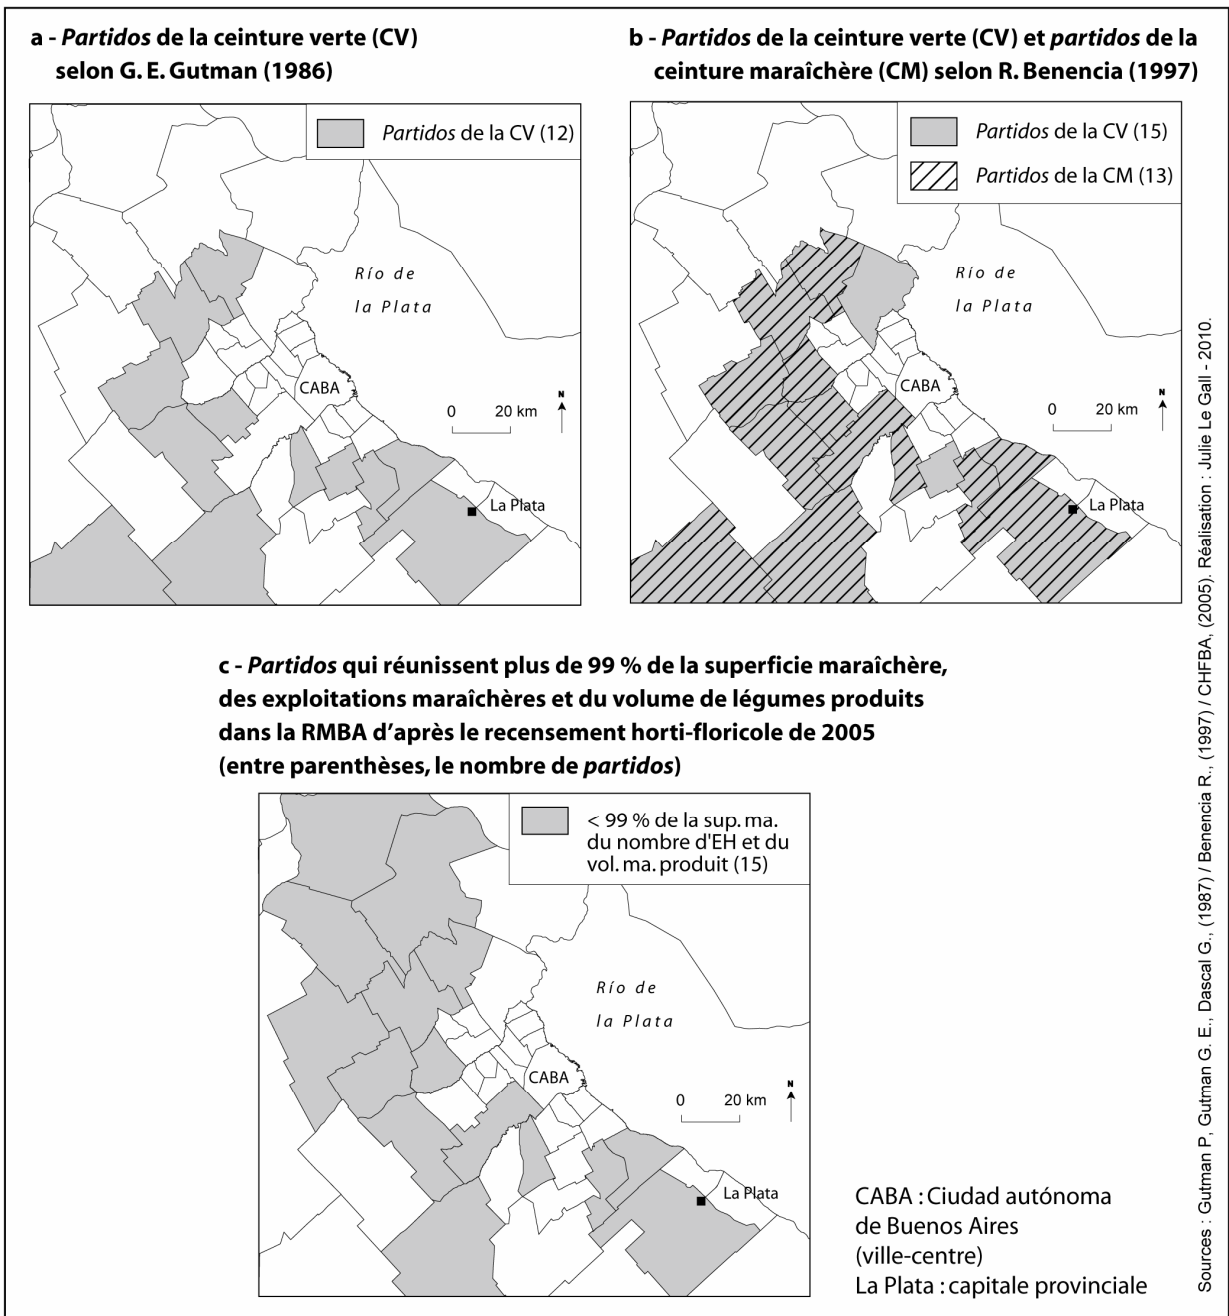 a - Partidos de la ceinture verte (CV)
selon G. E. Gutman (1986)
Partidos de la CV (12)
Río de
la Plata
CABA
0 20 km
N
La Plata
b - Partidos de la ceinture verte (CV) et partidos de la
ceinture maraîchère (CM) selon R. Benencia (1997)
Partidos de la CV (15)
Partidos de la CM (13)
Río de
la Plata
CABA
0 20 km
N
La Plata
c - Partidos qui réunissent plus de 99 % de la superficie maraîchère,
des exploitations maraîchères et du volume de légumes produits
dans la RMBA d'après le recensement horti-floricole de 2005
(entre parenthèses, le nombre de partidos)
< 99 % de la sup. ma.
du nombre d'EH et du
vol. ma. produit (15)
Río de
la Plata
CABA
0 20 km
N
La Plata
CABA : Ciudad autónoma
de Buenos Aires
(ville-centre)
La Plata : capitale provinciale
Sources : Gutman P, Gutman G. E., Dascal G., (1987) / Benencia R., (1997) / CHFBA, (2005). Réalisation : Julie Le Gall - 2010.